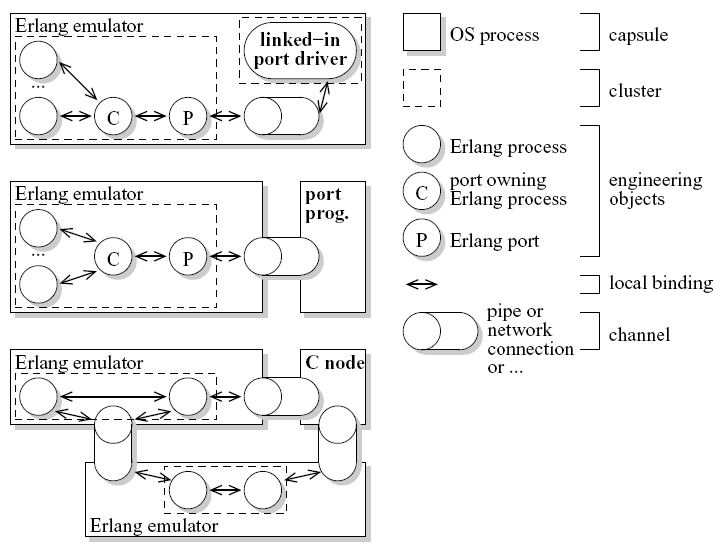 Erlang emulator
linked−in
port driver
...
C
P
Erlang emulator
port
prog.
...
C
P
Erlang emulator
C node
Erlang emulator
OS process
capsule
cluster
Erlang process
C
port owning
Erlang process
engineering
objects
P
Erlang port
local binding
pipe or
network
connection
or ...
channel